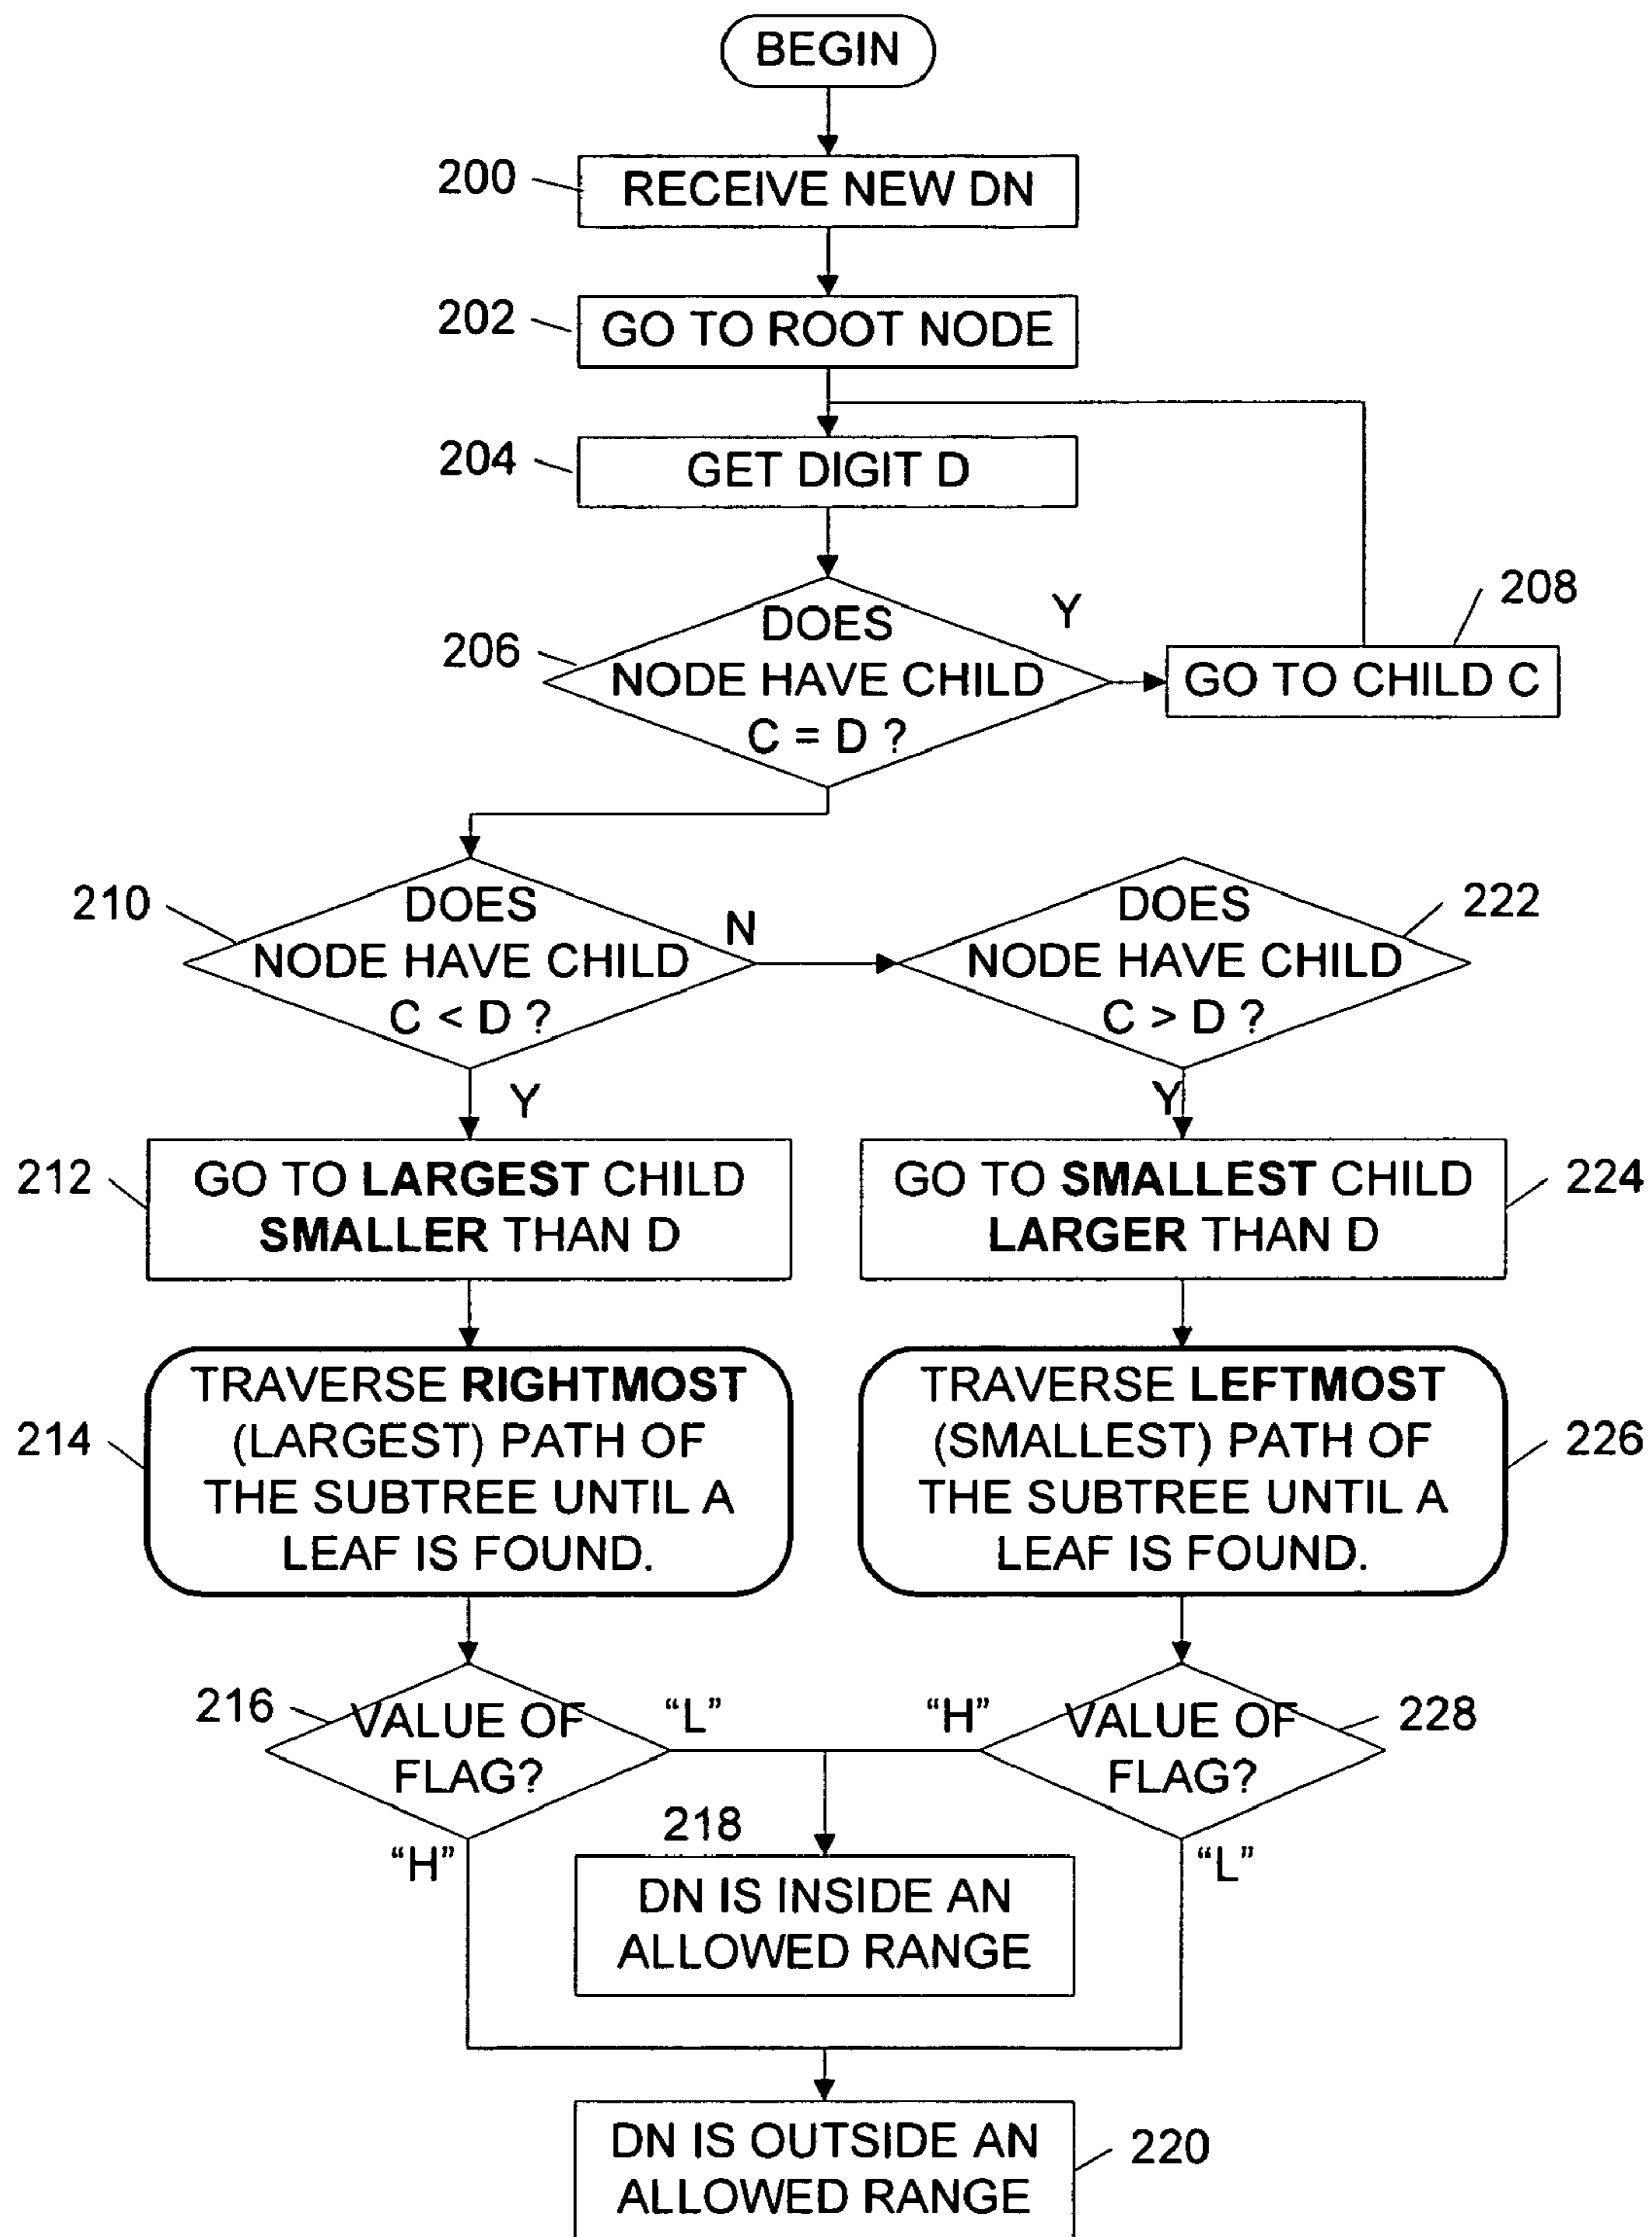 BEGIN
200
RECEIVE NEW DN
202
GO TO ROOT NODE
204
GET DIGIT D
206
DOES
NODE HAVE CHILD
C = D ?
Y
208
GO TO CHILD C
210
DOES
NODE HAVE CHILD
C < D ?
N
DOES
NODE HAVE CHILD
C > D ?
222
Y
Y
212
GO TO LARGEST CHILD
SMALLER THAN D
GO TO SMALLEST CHILD
LARGER THAN D
224
214
TRAVERSE RIGHTMOST
(LARGEST) PATH OF
THE SUBTREE UNTIL A
LEAF IS FOUND.
TRAVERSE LEFTMOST
(SMALLEST) PATH OF
THE SUBTREE UNTIL A
LEAF IS FOUND.
226
216
VALUE OF
FLAG?
“L”
“H”
VALUE OF
FLAG?
228
“H”
218
“L”
DN IS INSIDE AN
ALLOWED RANGE
DN IS OUTSIDE AN
ALLOWED RANGE
220